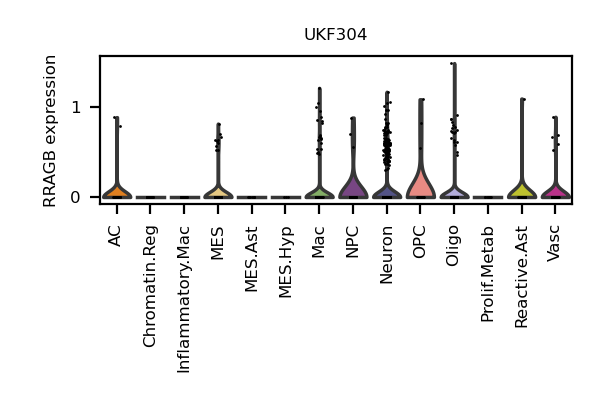 UKF304
RRAGB expression
1
0
AC
Chromatin.Reg
Inflammatory.Mac
MES
MES.Ast
MES.Hyp
Mac
NPC
Neuron
OPC
Oligo
Prolif.Metab
Reactive.Ast
Vasc